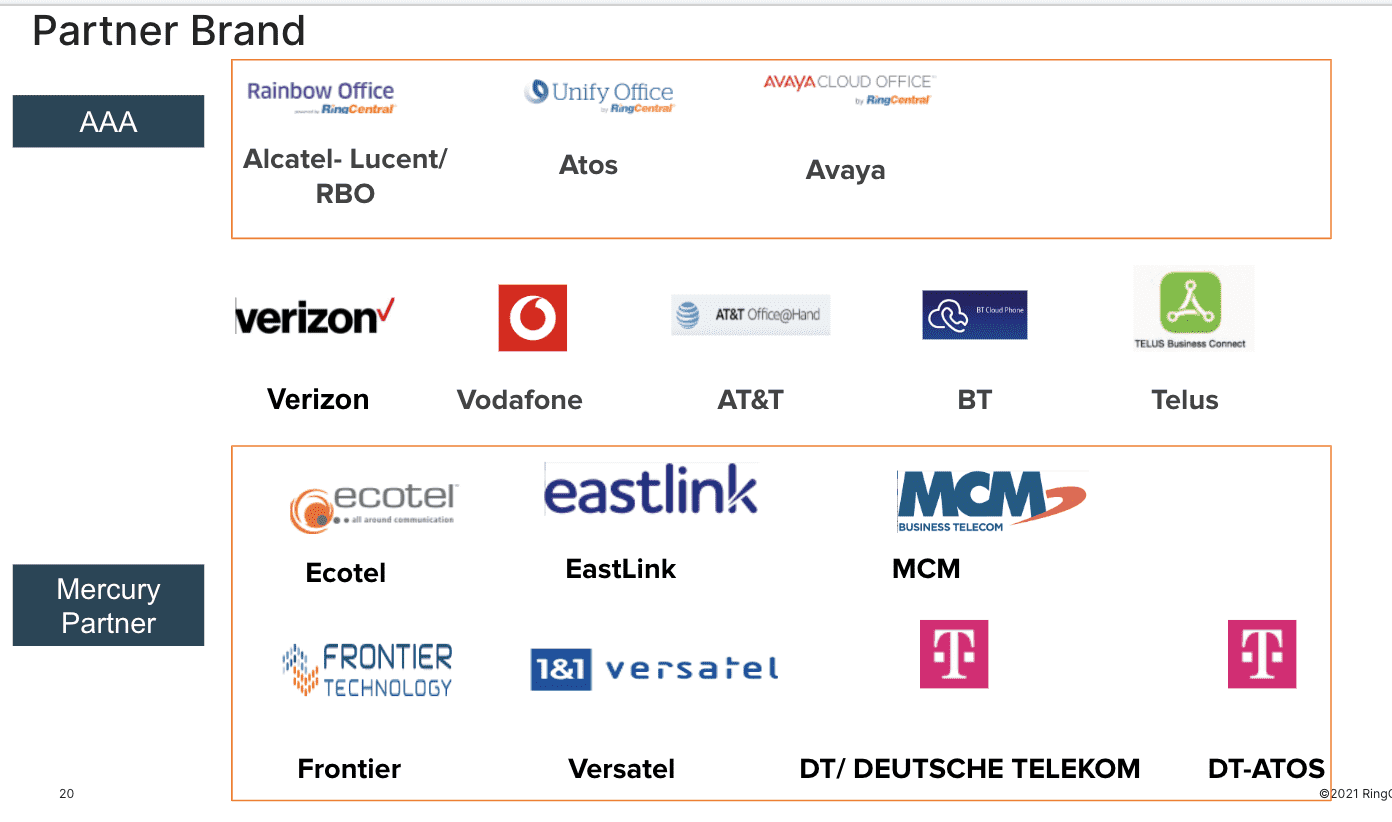 Partner Brand
AAA
Rainbow Office
powered by RingCentral
Unify Office
by RingCentral
AVAYA CLOUD OFFICE™
by RingCentral
Alcatel- Lucent/
RBO
Atos
Avaya
verizon
AT&T Office@Hand
BT Cloud Phone
TELUS Business Connect
Verizon
Vodafone
AT&T
BT
Telus
Mercury
Partner
ecotel™
all around communication
eastlink
MCM
BUSINESS TELECOM
Ecotel
EastLink
MCM
FRONTIER
TECHNOLOGY
1&1 versatel
T
T
Frontier
Versatel
DT/ DEUTSCHE TELEKOM
DT-ATOS
20
©2021 RingC